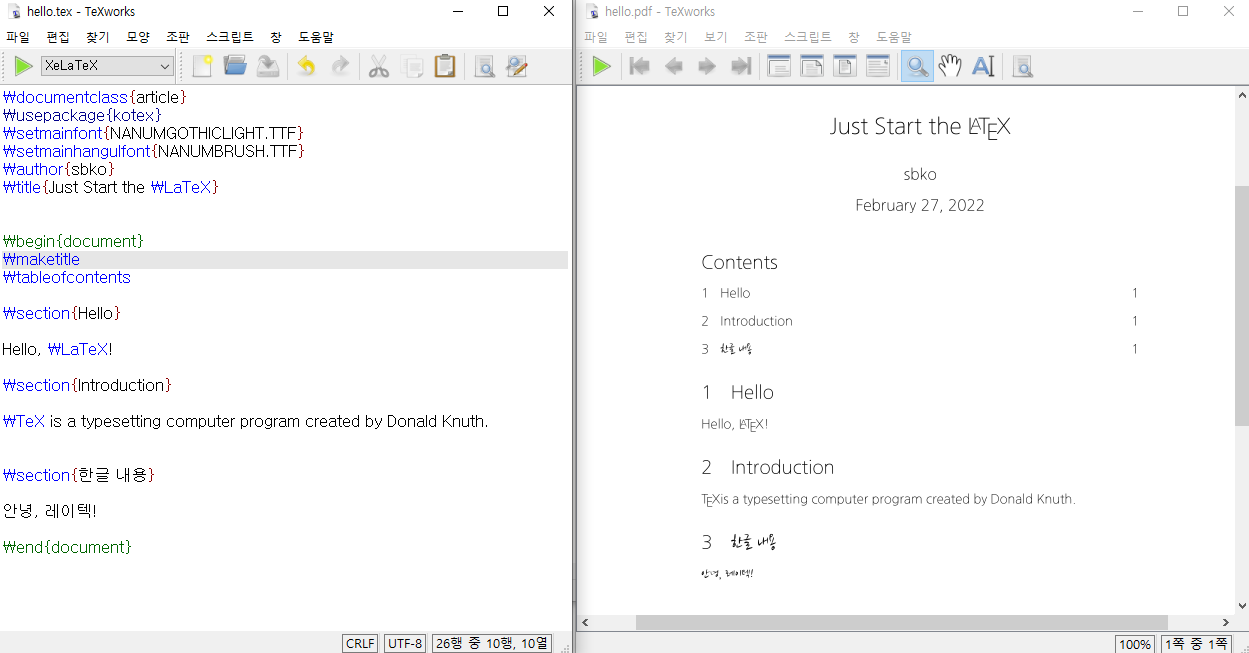 hello.tex - TeXworks
파일 편집 찾기 모양 조판 스크립트 창 도움말
XeLaTeX
₩documentclass{article}
₩usepackage{kotex}
₩setmainfont{NANUMGOTHICLIGHT.TTF}
₩setmainhangulfont{NANUMBRUSH.TTF}
₩author{sbko}
₩title{Just Start the ₩LaTeX}
₩begin{document}
₩maketitle
₩tableofcontents
₩section{Hello}
Hello, ₩LaTeX!
₩section{Introduction}
₩TeX is a typesetting computer program created by Donald Knuth.
₩section{한글 내용}
안녕, 레이텍!
₩end{document}
CRLF UTF-8 26행 중 10행, 10열
hello.pdf - TeXworks
파일 편집 찾기 보기 조판 스크립트 창 도움말
Just Start the LATEX
sbko
February 27, 2022
Contents
1 Hello 1
2 Introduction 1
3 한글 내용 1
1 Hello
Hello, LATEX!
2 Introduction
TEXis a typesetting computer program created by Donald Knuth.
3 한글 내용
안녕, 레이텍!
100% 1쪽 중 1쪽